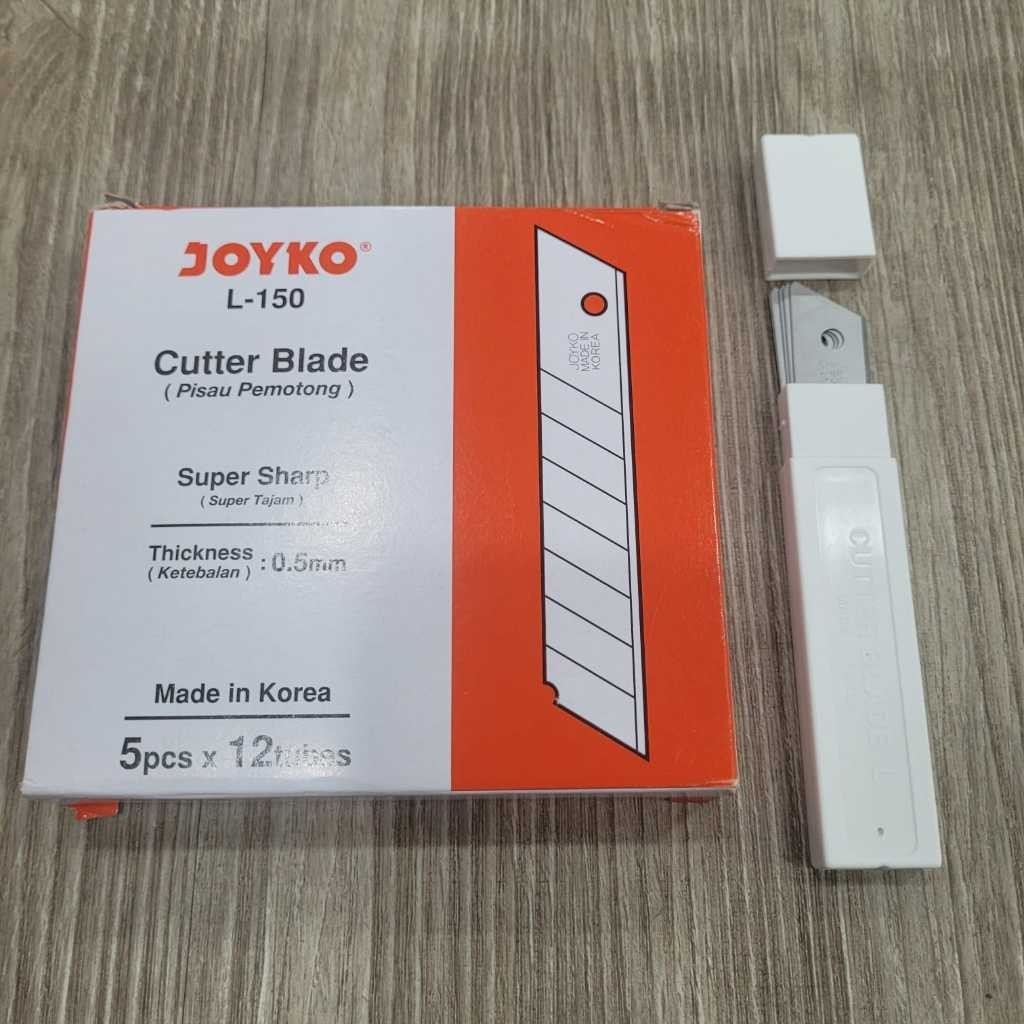 JOYKO®
L-150
Cutter Blade
( Pisau Pemotong )
Super Sharp
( Super Tajam )
Thickness : 0.5mm
( Ketebalan )
Made in Korea
5pcs x 12tubes
JOYKO
MADE IN
KOREA
CUTTER BLADE L